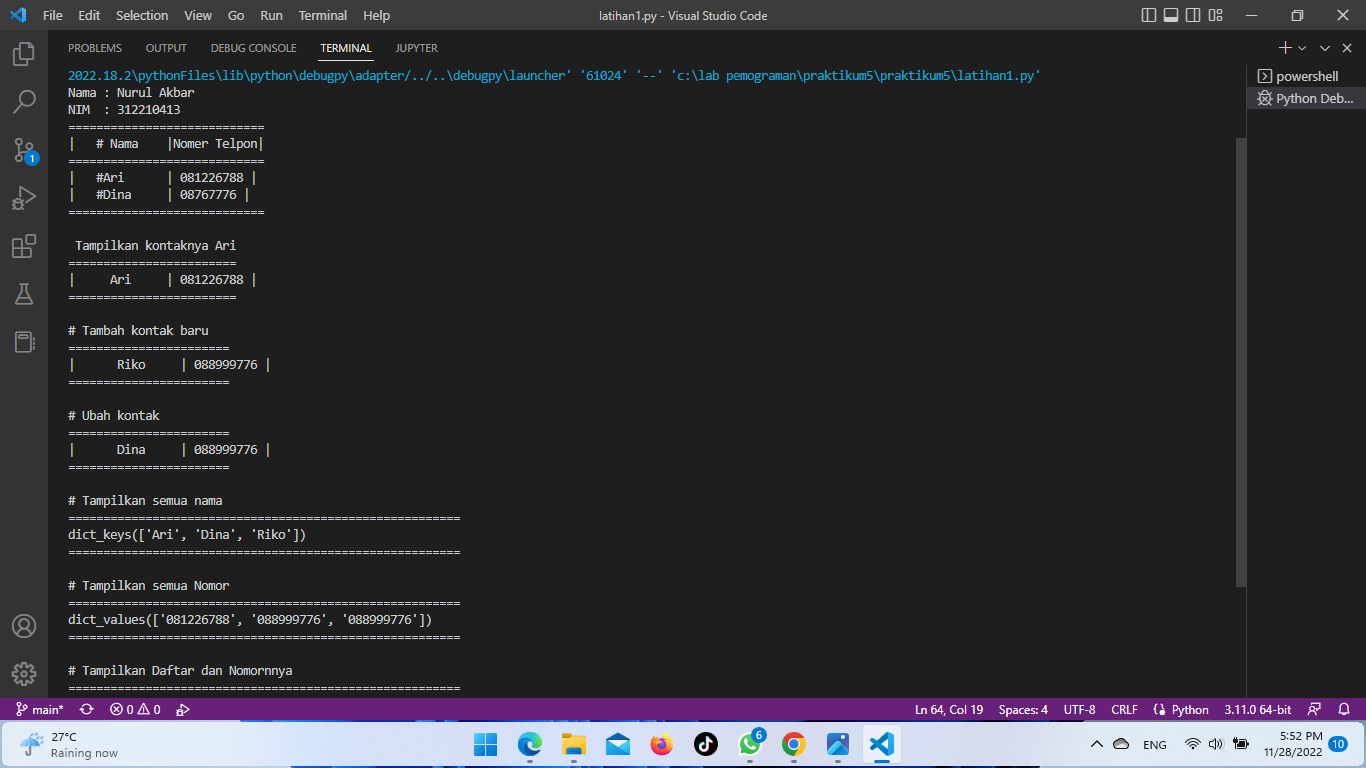 File Edit Selection View Go Run Terminal Help
latihan1.py - Visual Studio Code
PROBLEMS OUTPUT DEBUG CONSOLE TERMINAL JUPYTER
powershell
Python Deb...
1
2022.18.2\pythonFiles\lib\python\debugpy\adapter/../..\debugpy\launcher' '61024' '--' 'c:\lab pemograman\praktikum5\praktikum5\latihan1.py'
Nama : Nurul Akbar
NIM  : 312210413
============================
|   # Nama    |Nomer Telpon|
============================
|   #Ari      | 081226788 |
|   #Dina     | 08767776 |
============================
 Tampilkan kontaknya Ari
========================
|     Ari     | 081226788 |
========================
# Tambah kontak baru
=======================
|      Riko     | 088999776 |
=======================
# Ubah kontak
=======================
|      Dina     | 088999776 |
=======================
# Tampilkan semua nama
========================================================
dict_keys(['Ari', 'Dina', 'Riko'])
========================================================
# Tampilkan semua Nomor
========================================================
dict_values(['081226788', '088999776', '088999776'])
========================================================
# Tampilkan Daftar dan Nomornnya
========================================================
main* 0 0 Ln 64, Col 19 Spaces: 4 UTF-8 CRLF Python 3.11.0 64-bit
27°C
Raining now
6
ENG
5:52 PM
11/28/2022
10